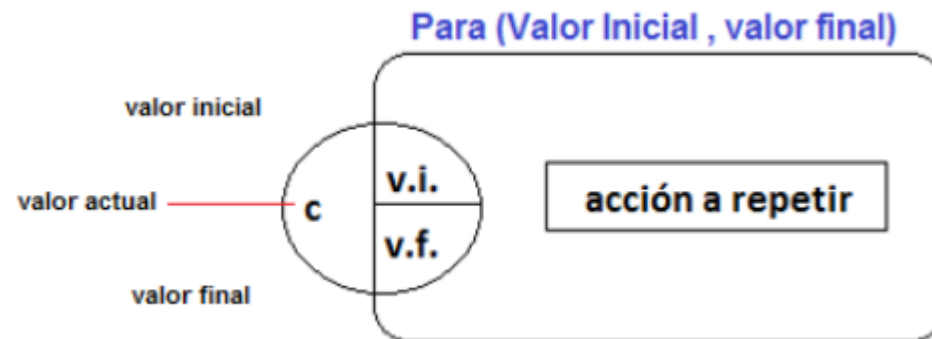 Para (Valor Inicial , valor final)
valor inicial
v.i.
valor actual
c
acción a repetir
v.f.
valor final